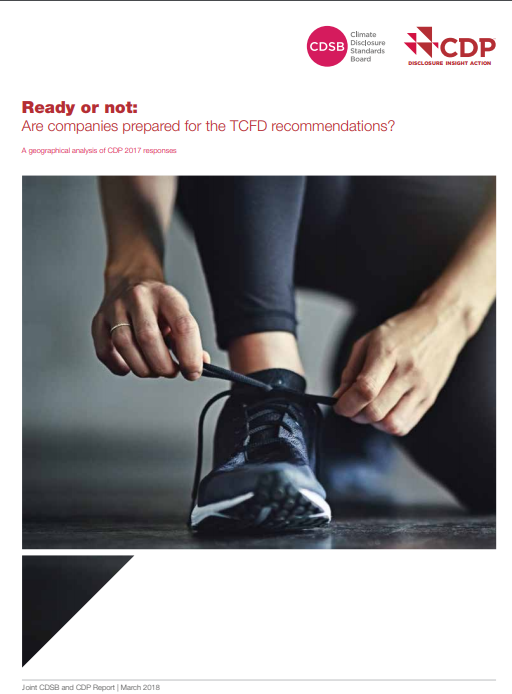 CDSB
Climate
Disclosure
Standards
Board
CDP
DISCLOSURE INSIGHT ACTION
Ready or not:
Are companies prepared for the TCFD recommendations?
A geographical analysis of CDP 2017 responses
Joint CDSB and CDP Report | March 2018